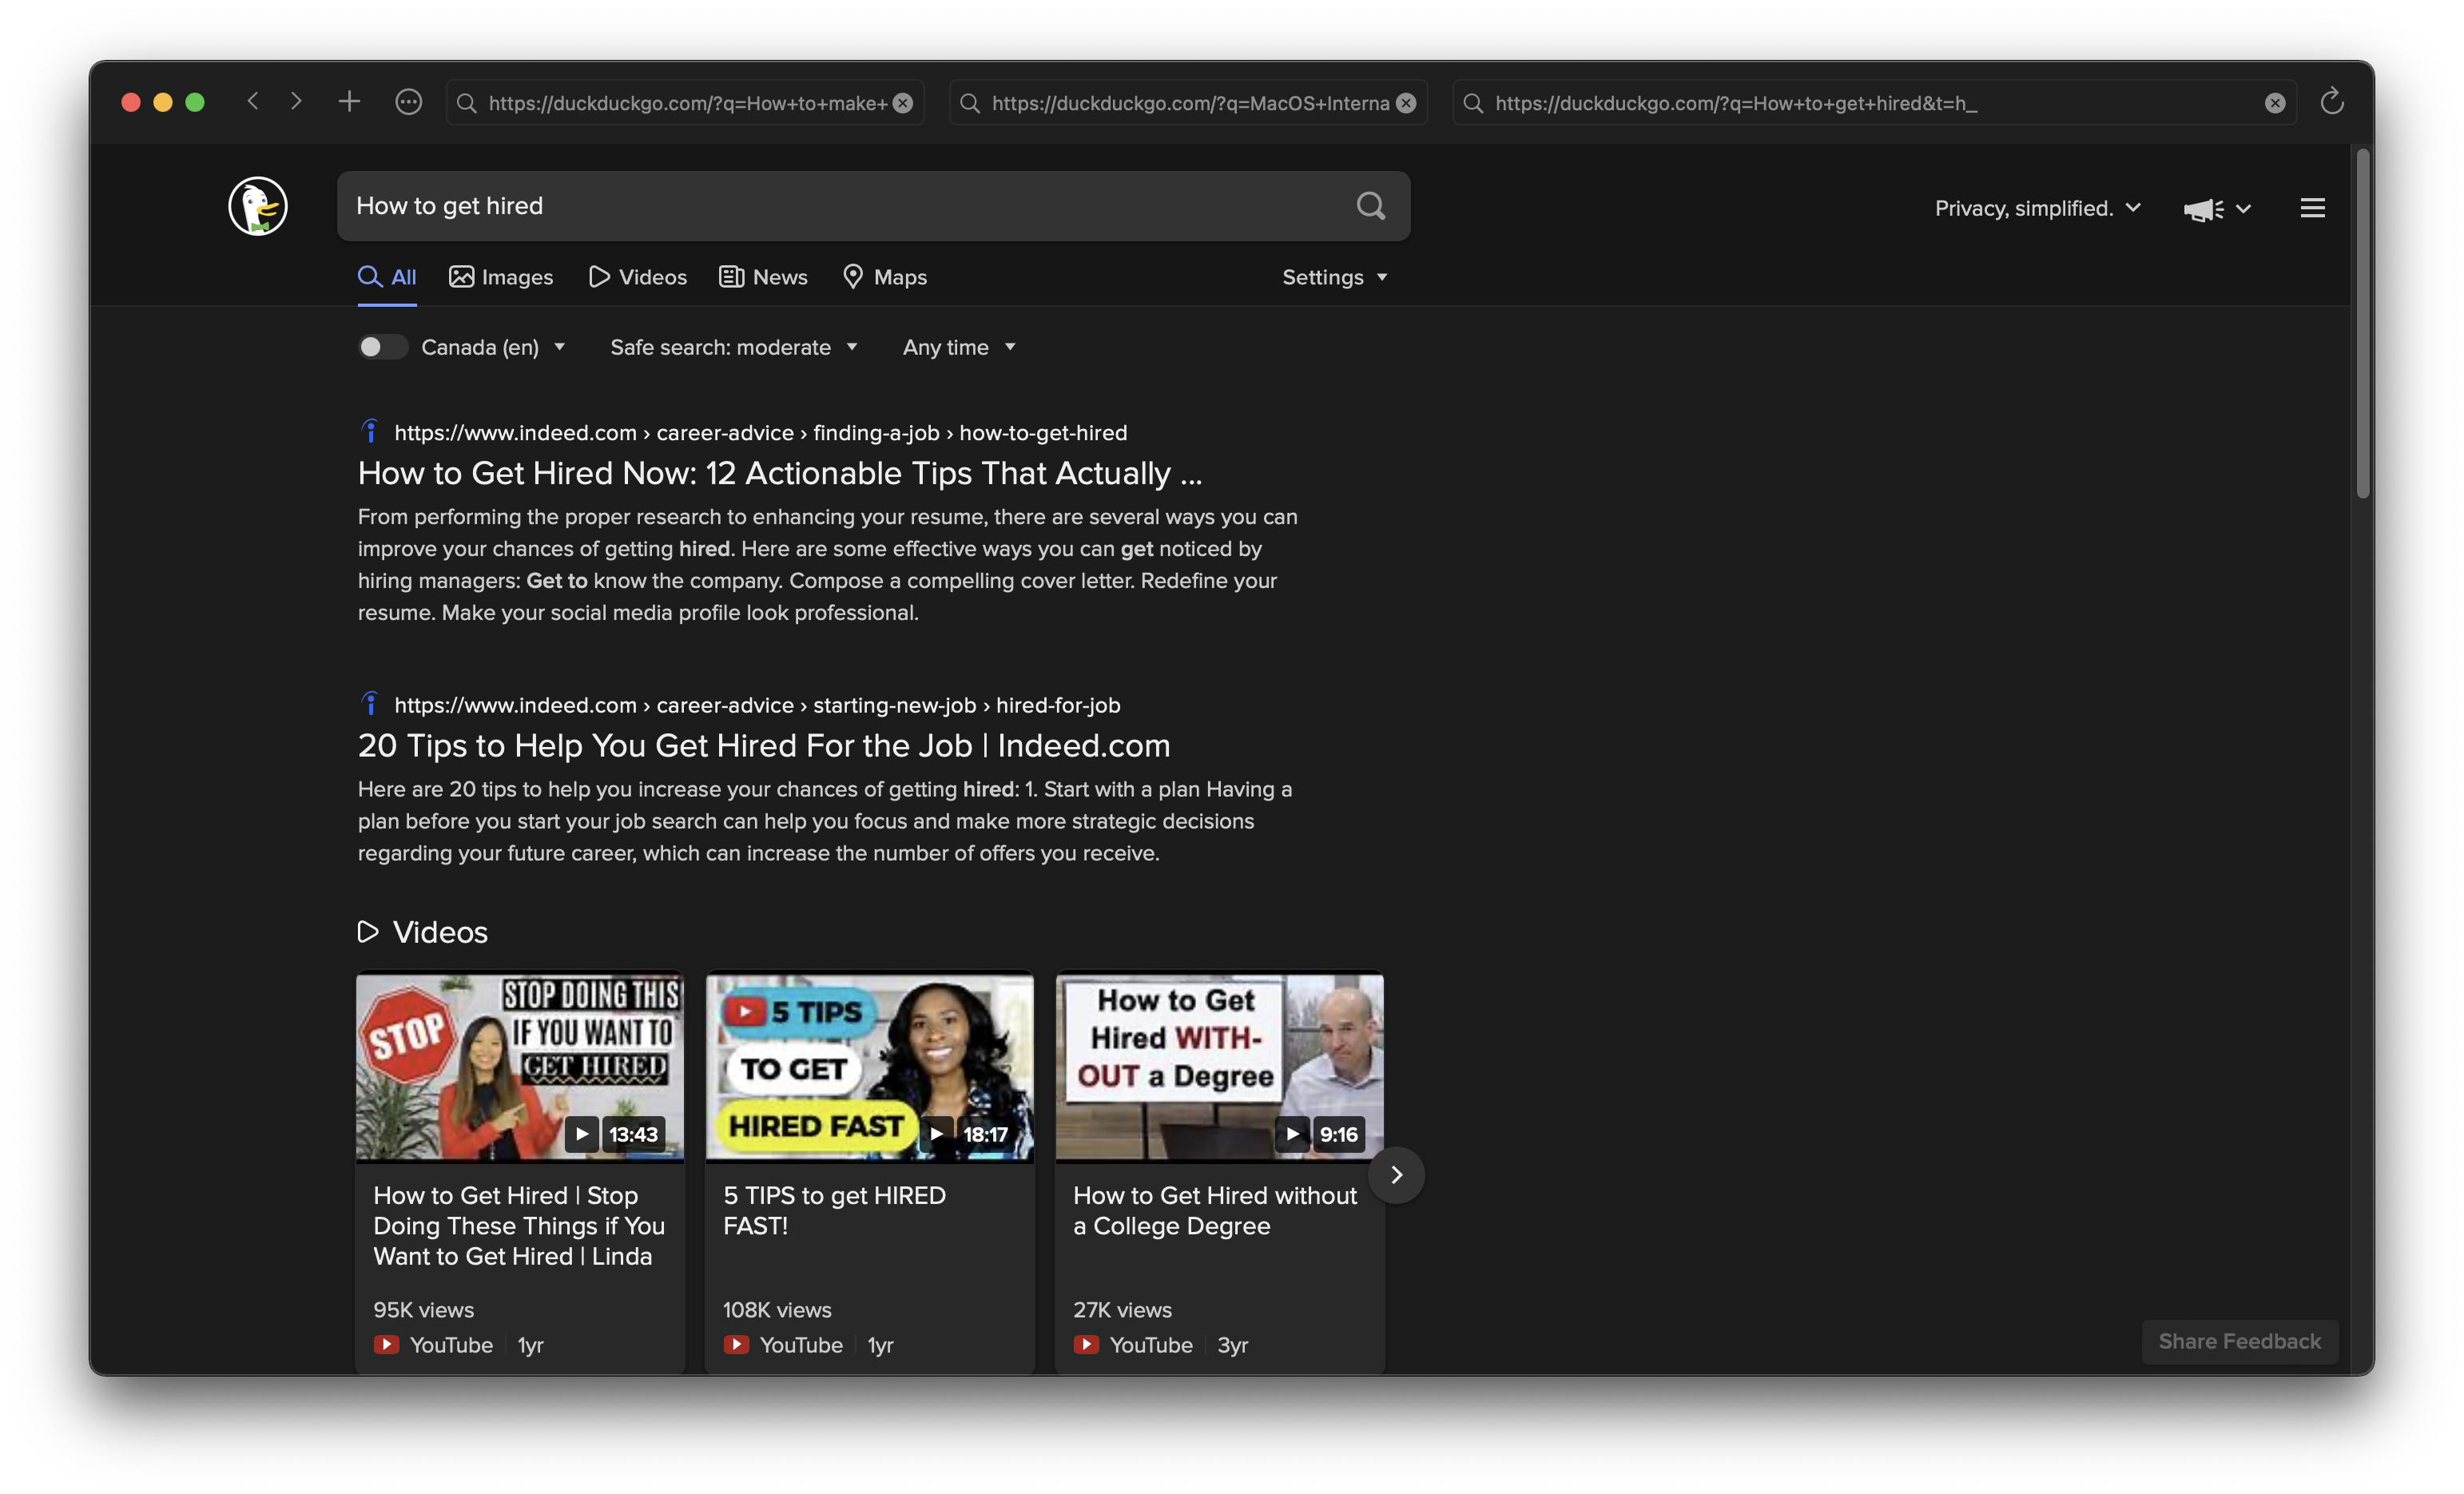 https://duckduckgo.com/?q=How+to+make+
https://duckduckgo.com/?q=MacOS+Interna
https://duckduckgo.com/?q=How+to+get+hired&t=h_
How to get hired
Privacy, simplified.
All
Images
Videos
News
Maps
Settings
Canada (en)
Safe search: moderate
Any time
https://www.indeed.com › career-advice › finding-a-job › how-to-get-hired
How to Get Hired Now: 12 Actionable Tips That Actually ...
From performing the proper research to enhancing your resume, there are several ways you can
improve your chances of getting hired. Here are some effective ways you can get noticed by
hiring managers: Get to know the company. Compose a compelling cover letter. Redefine your
resume. Make your social media profile look professional.
https://www.indeed.com › career-advice › starting-new-job › hired-for-job
20 Tips to Help You Get Hired For the Job | Indeed.com
Here are 20 tips to help you increase your chances of getting hired: 1. Start with a plan Having a
plan before you start your job search can help you focus and make more strategic decisions
regarding your future career, which can increase the number of offers you receive.
Videos
STOP
STOP DOING THIS
IF YOU WANT TO
GET HIRED
13:43
How to Get Hired | Stop
Doing These Things if You
Want to Get Hired | Linda
95K views
YouTube
1yr
5 TIPS
TO GET
HIRED FAST
18:17
5 TIPS to get HIRED
FAST!
108K views
YouTube
1yr
How to Get
Hired WITH-
OUT a Degree
9:16
How to Get Hired without
a College Degree
27K views
YouTube
3yr
Share Feedback